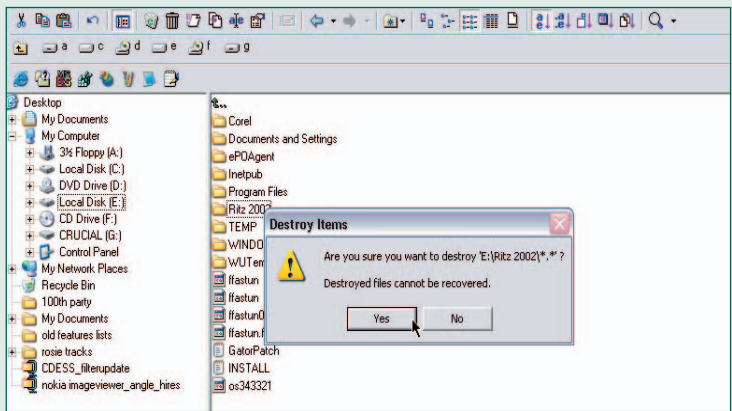 a c d e f g
Desktop
My Documents
My Computer
3½ Floppy (A:)
Local Disk (C:)
DVD Drive (D:)
Local Disk (E:)
CD Drive (F:)
CRUCIAL (G:)
Control Panel
My Network Places
Recycle Bin
100th party
My Documents
old features lists
rosie tracks
CDESS_filterupdate
nokia imageviewer_angle_hires
..
Corel
Documents and Settings
ePOAgent
Inetpub
Program Files
Ritz 2002
TEMP
WINDO
WUTem
ffastun
ffastun
ffastun0
ffastun.f
GatorPatch
INSTALL
os343321
Destroy Items
Are you sure you want to destroy 'E:\Ritz 2002\*.*' ?
Destroyed files cannot be recovered.
Yes No